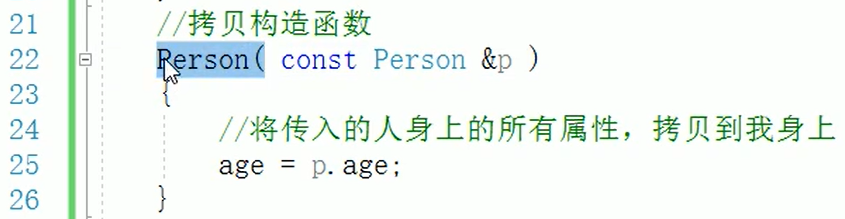 21 //拷贝构造函数
22 Person( const Person &p )
23 {
24 //将传入的人身上的所有属性，拷贝到我身上
25 age = p.age;
26 }